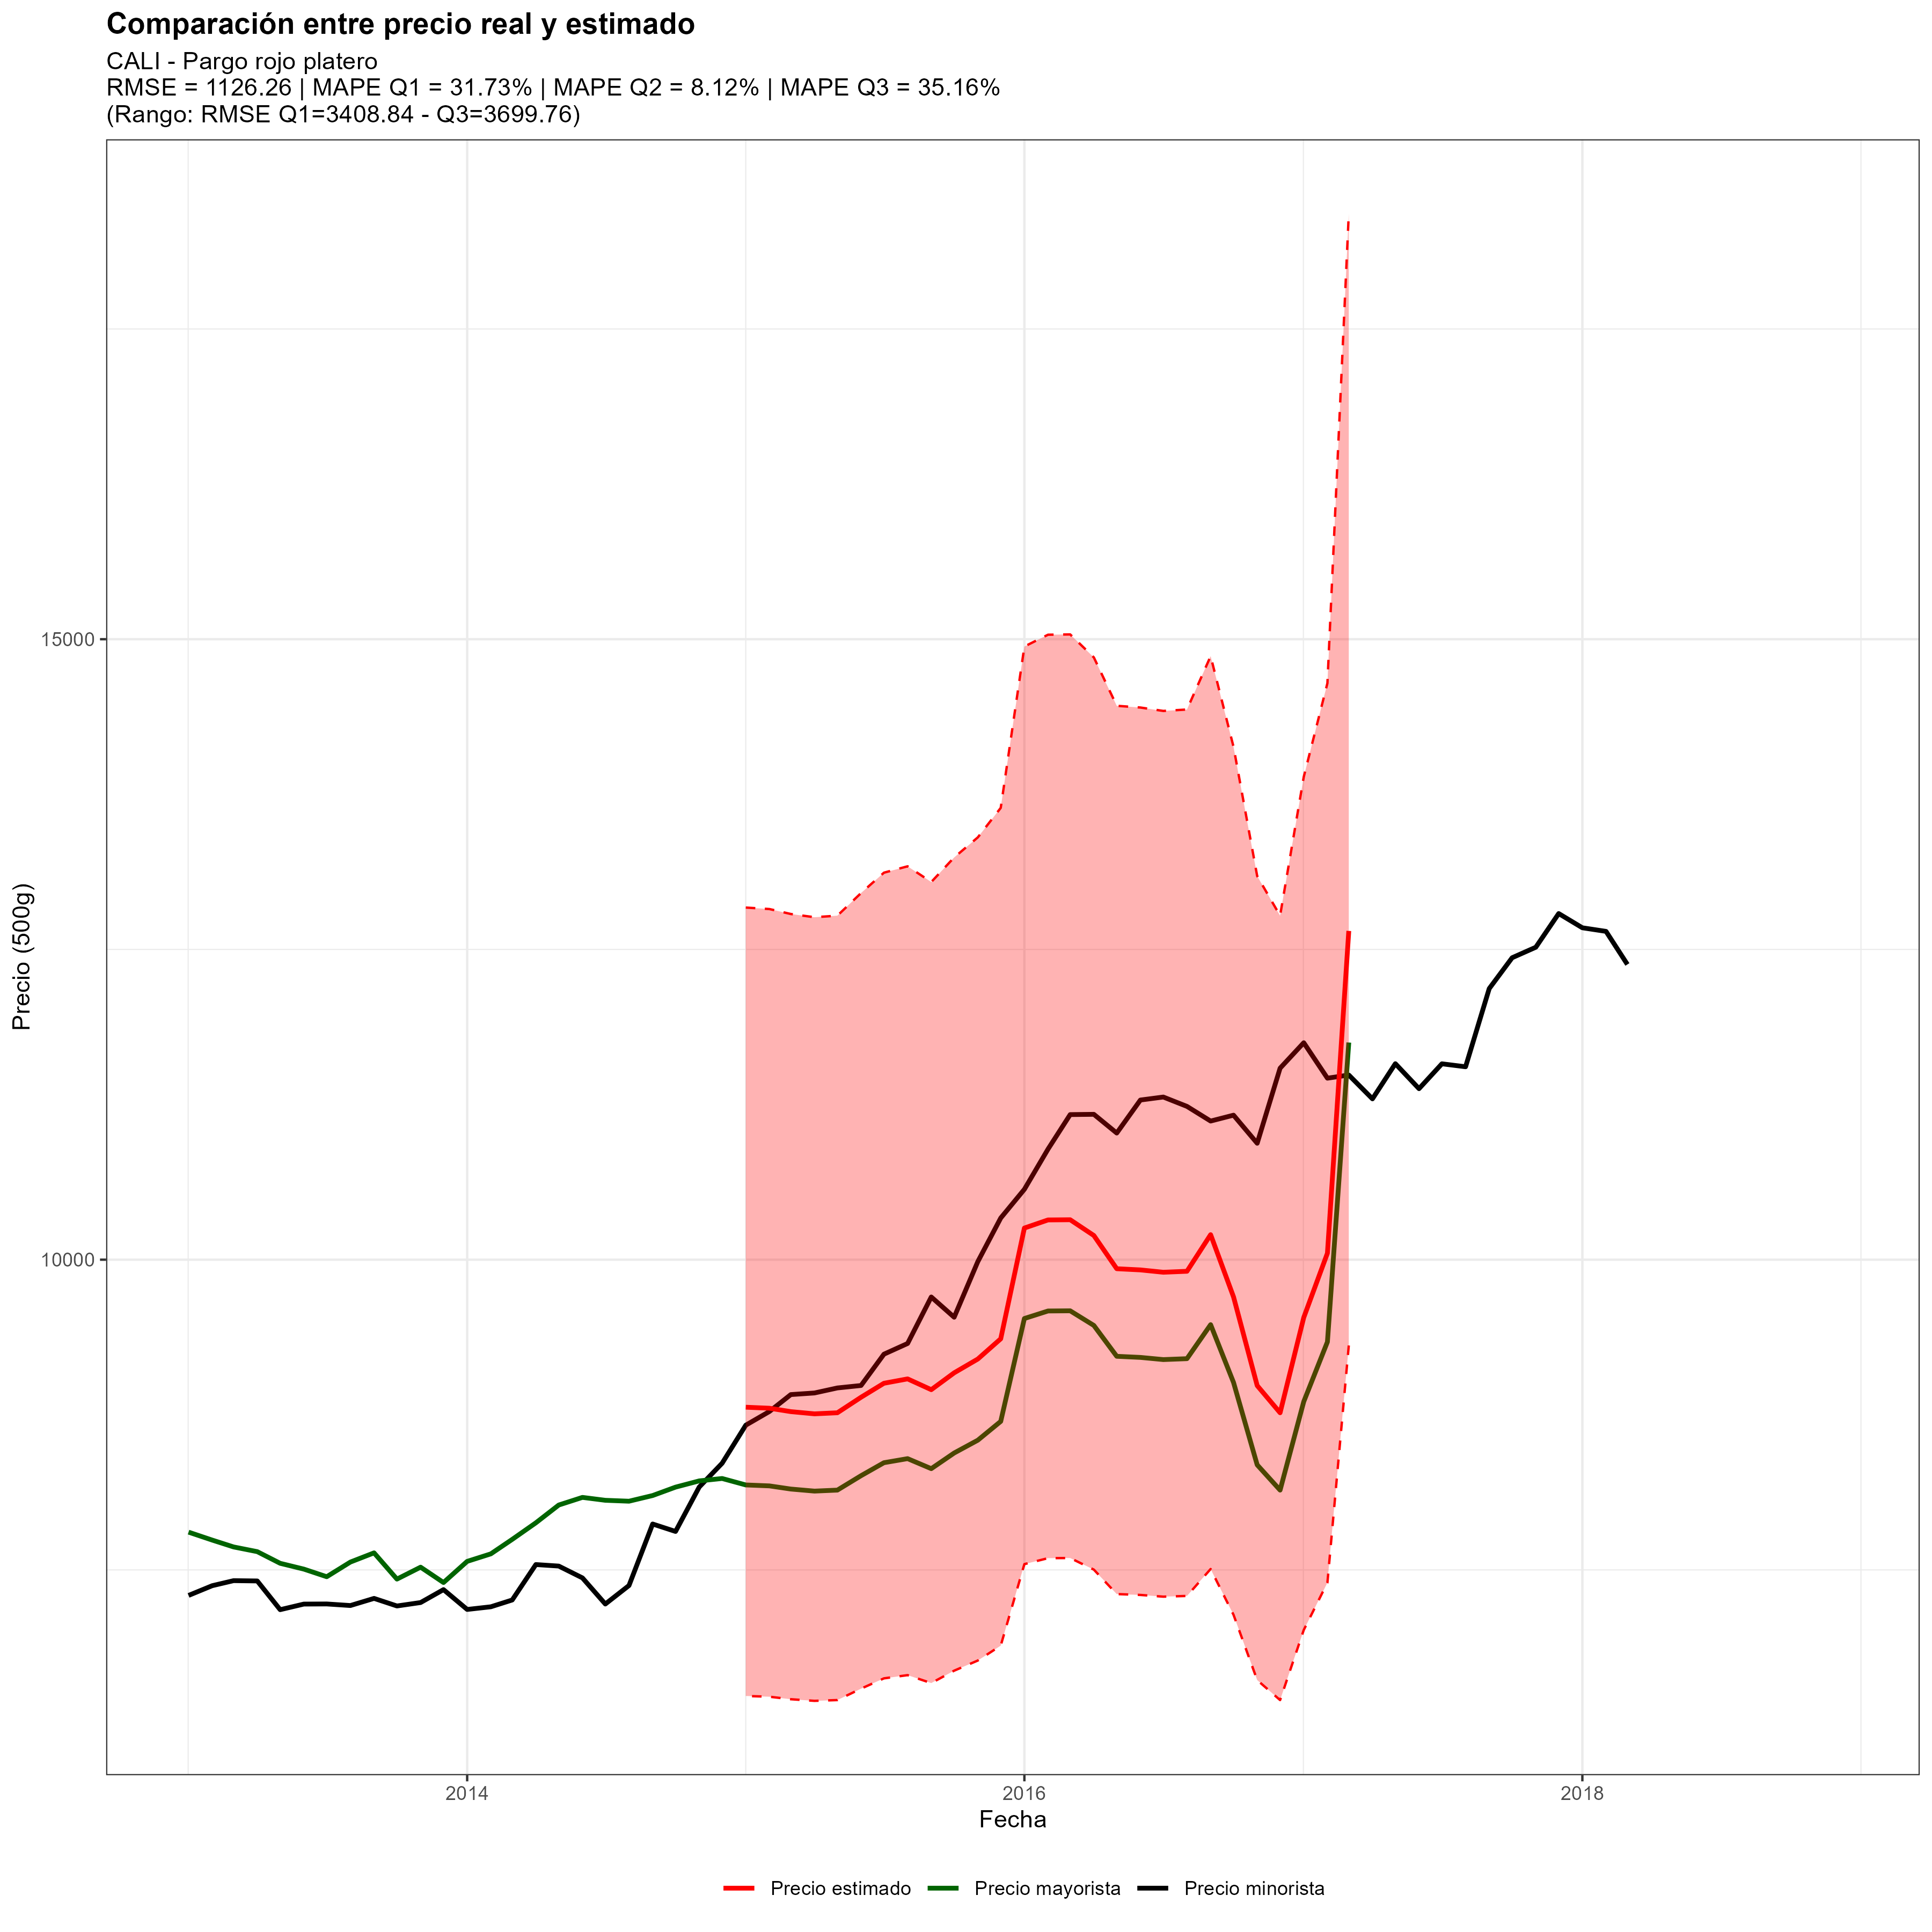 Comparación entre precio real y estimado
CALI - Pargo rojo platero
RMSE = 1126.26 | MAPE Q1 = 31.73% | MAPE Q2 = 8.12% | MAPE Q3 = 35.16%
(Rango: RMSE Q1=3408.84 - Q3=3699.76)
Precio (500g)
15000
10000
2014
2016
2018
Fecha
Precio estimado
Precio mayorista
Precio minorista